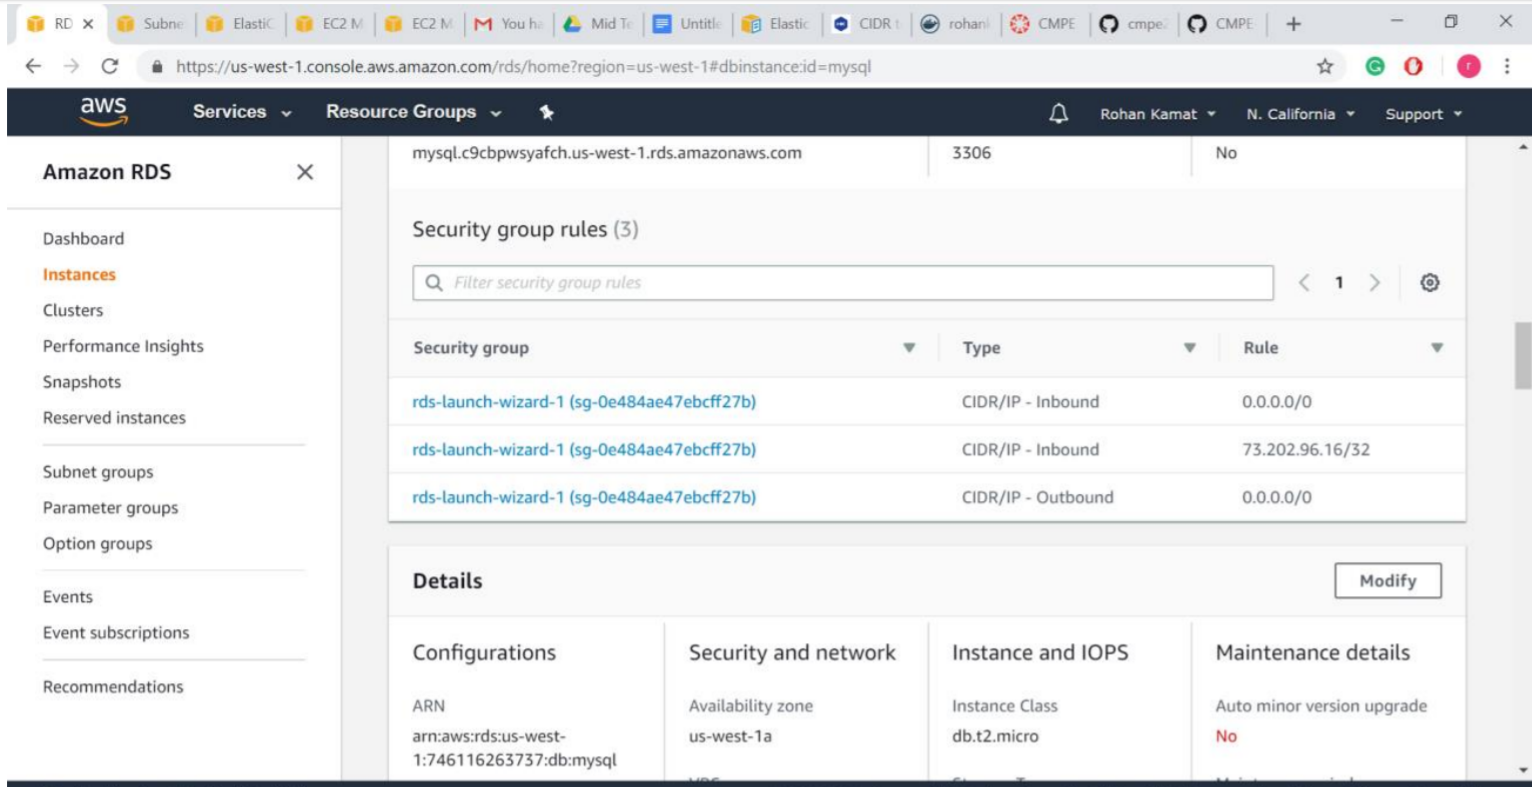 RD
Subne
ElastiC
EC2 M
EC2 M
You ha
Mid Te
Untitle
Elastic
CIDR t
rohank
CMPE
cmpe2
CMPE
https://us-west-1.console.aws.amazon.com/rds/home?region=us-west-1#dbinstance:id=mysql
r
aws
Services
Resource Groups
Rohan Kamat
N. California
Support
Amazon RDS
Dashboard
Instances
Clusters
Performance Insights
Snapshots
Reserved instances
Subnet groups
Parameter groups
Option groups
Events
Event subscriptions
Recommendations
mysql.c9cbpwsyafch.us-west-1.rds.amazonaws.com 3306 No
Security group rules (3)
Filter security group rules
1
Security group Type Rule
rds-launch-wizard-1 (sg-0e484ae47ebcff27b) CIDR/IP - Inbound 0.0.0.0/0
rds-launch-wizard-1 (sg-0e484ae47ebcff27b) CIDR/IP - Inbound 73.202.96.16/32
rds-launch-wizard-1 (sg-0e484ae47ebcff27b) CIDR/IP - Outbound 0.0.0.0/0
Details
Modify
Configurations Security and network Instance and IOPS Maintenance details
ARN Availability zone Instance Class Auto minor version upgrade
arn:aws:rds:us-west- us-west-1a db.t2.micro No
1:746116263737:db:mysql